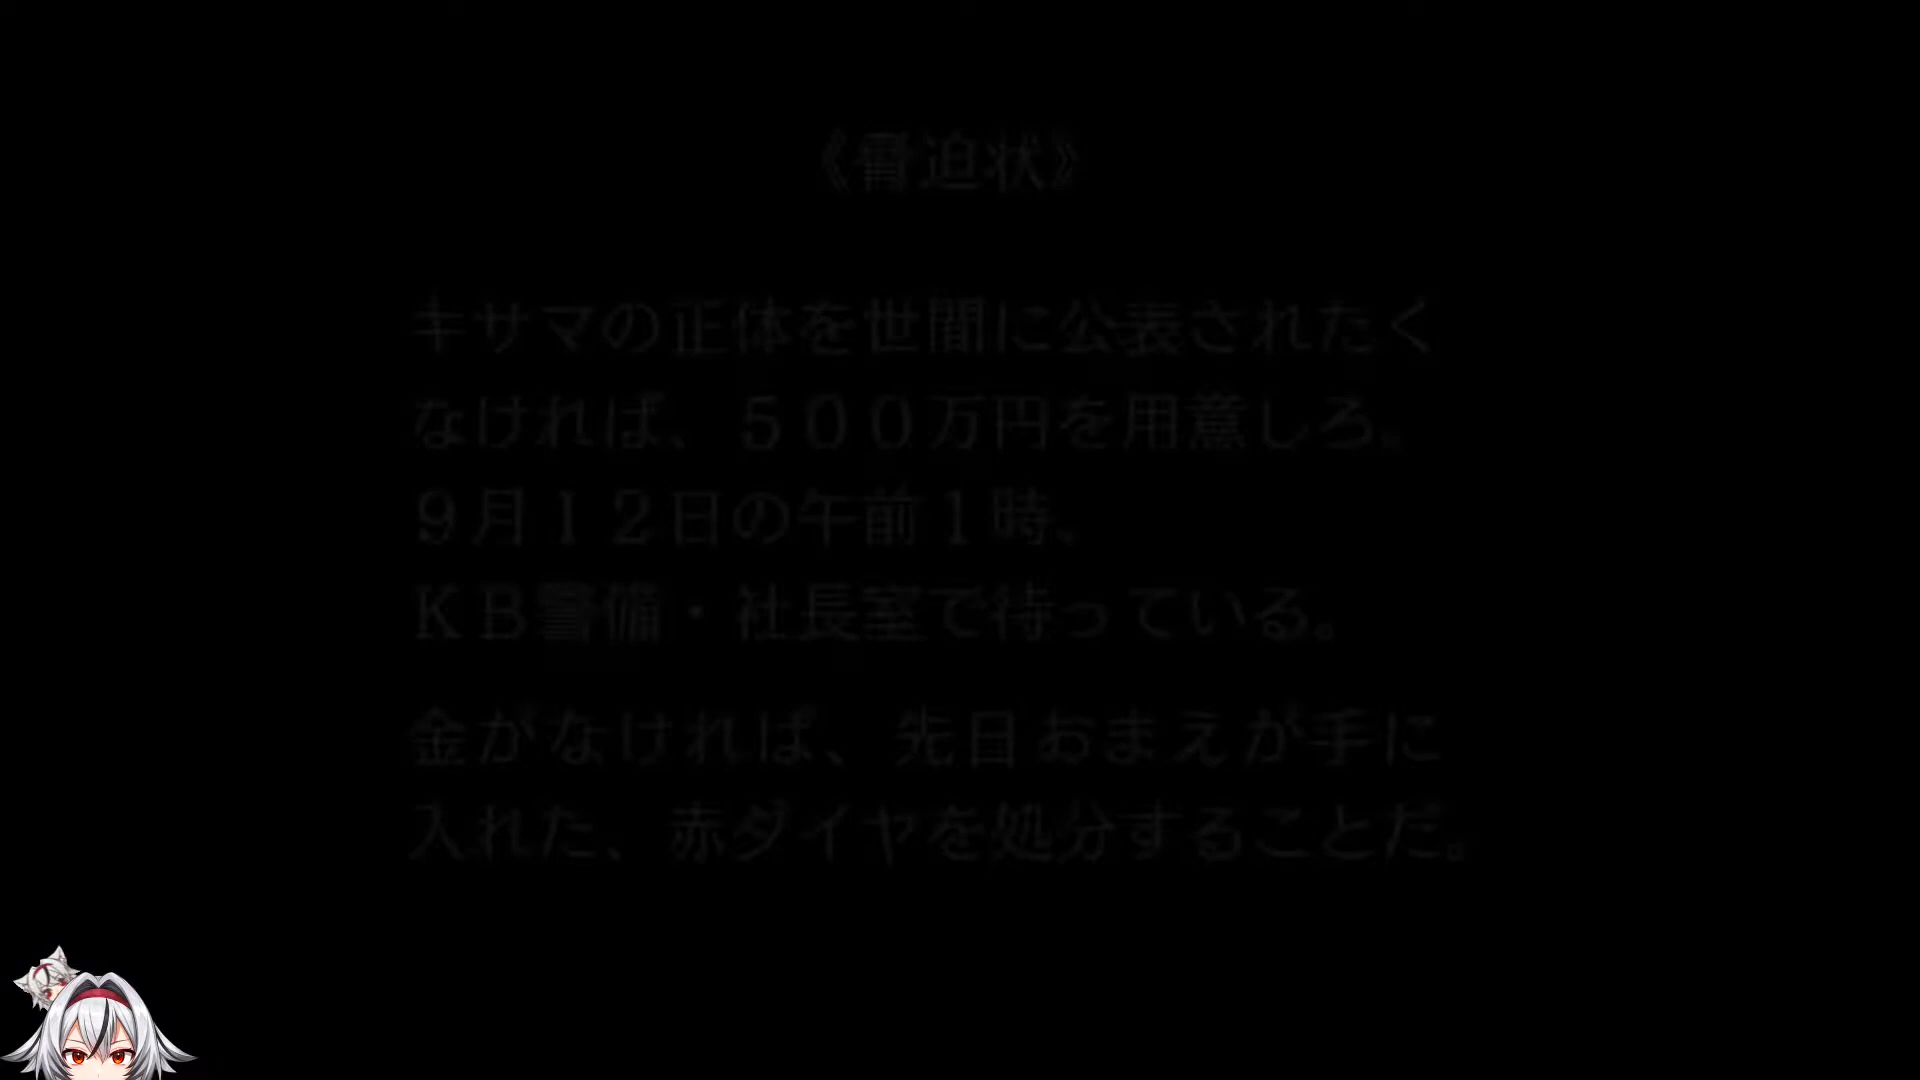 《脅迫状》
キサマの正体を世間に公表されたく
なければ、５００万円を用意しろ。
９月１２日の午前１時。
ＫＢ警備・社長室で待っている。
金がなければ、先日おまえが手に
入れた、赤ダイヤを処分することだ。